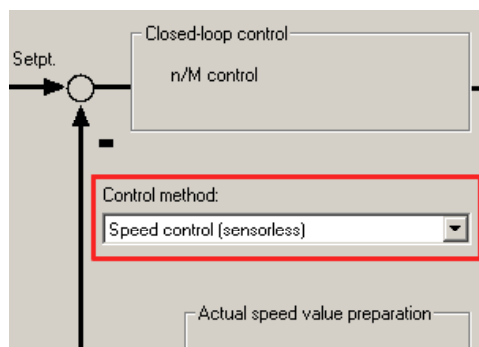 Closed-loop control
Setpt.
n/M control
Control method:
Speed control (sensorless)
Actual speed value preparation